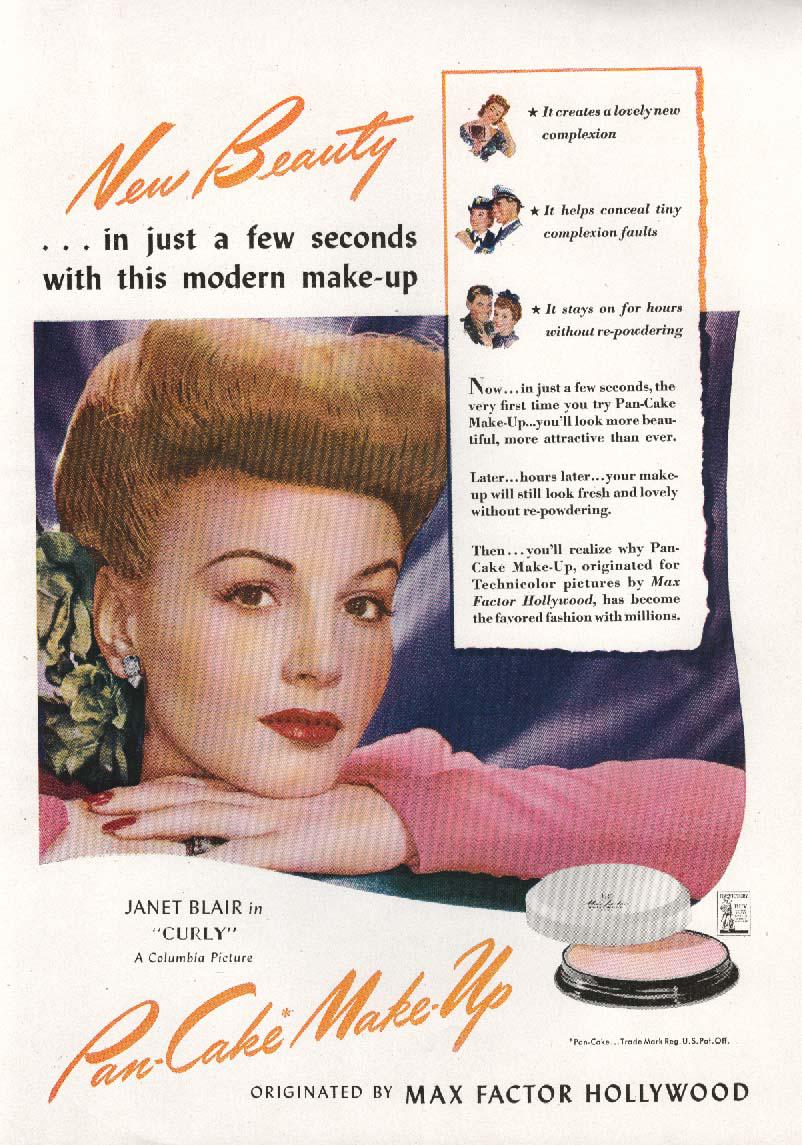 New Beauty
... in just a few seconds
with this modern make-up
★ It creates a lovely new
complexion
★ It helps conceal tiny
complexion faults
★ It stays on for hours
without re-powdering
Now...in just a few seconds, the
very first time you try Pan-Cake
Make-Up...you'll look more beau-
tiful, more attractive than ever.
Later...hours later...your make-
up will still look fresh and lovely
without re-powdering.
Then...you'll realize why Pan-
Cake Make-Up, originated for
Technicolor pictures by Max
Factor Hollywood, has become
the favored fashion with millions.
JANET BLAIR in
"CURLY"
A Columbia Picture
Pan-Cake* Make-Up
*Pan-Cake...Trade Mark Reg. U.S. Pat. Off.
ORIGINATED BY MAX FACTOR HOLLYWOOD